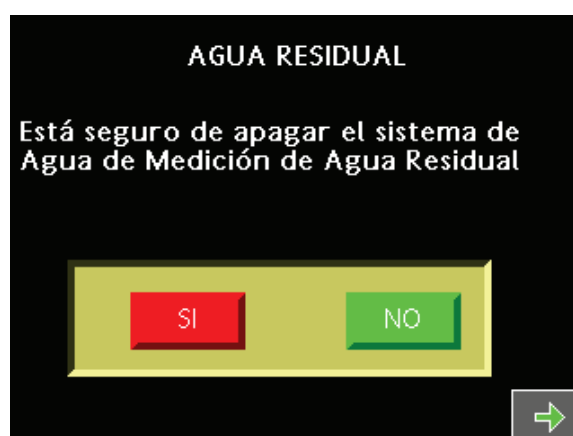 AGUA RESIDUAL
Está seguro de apagar el sistema de
Agua de Medición de Agua Residual
SI
NO